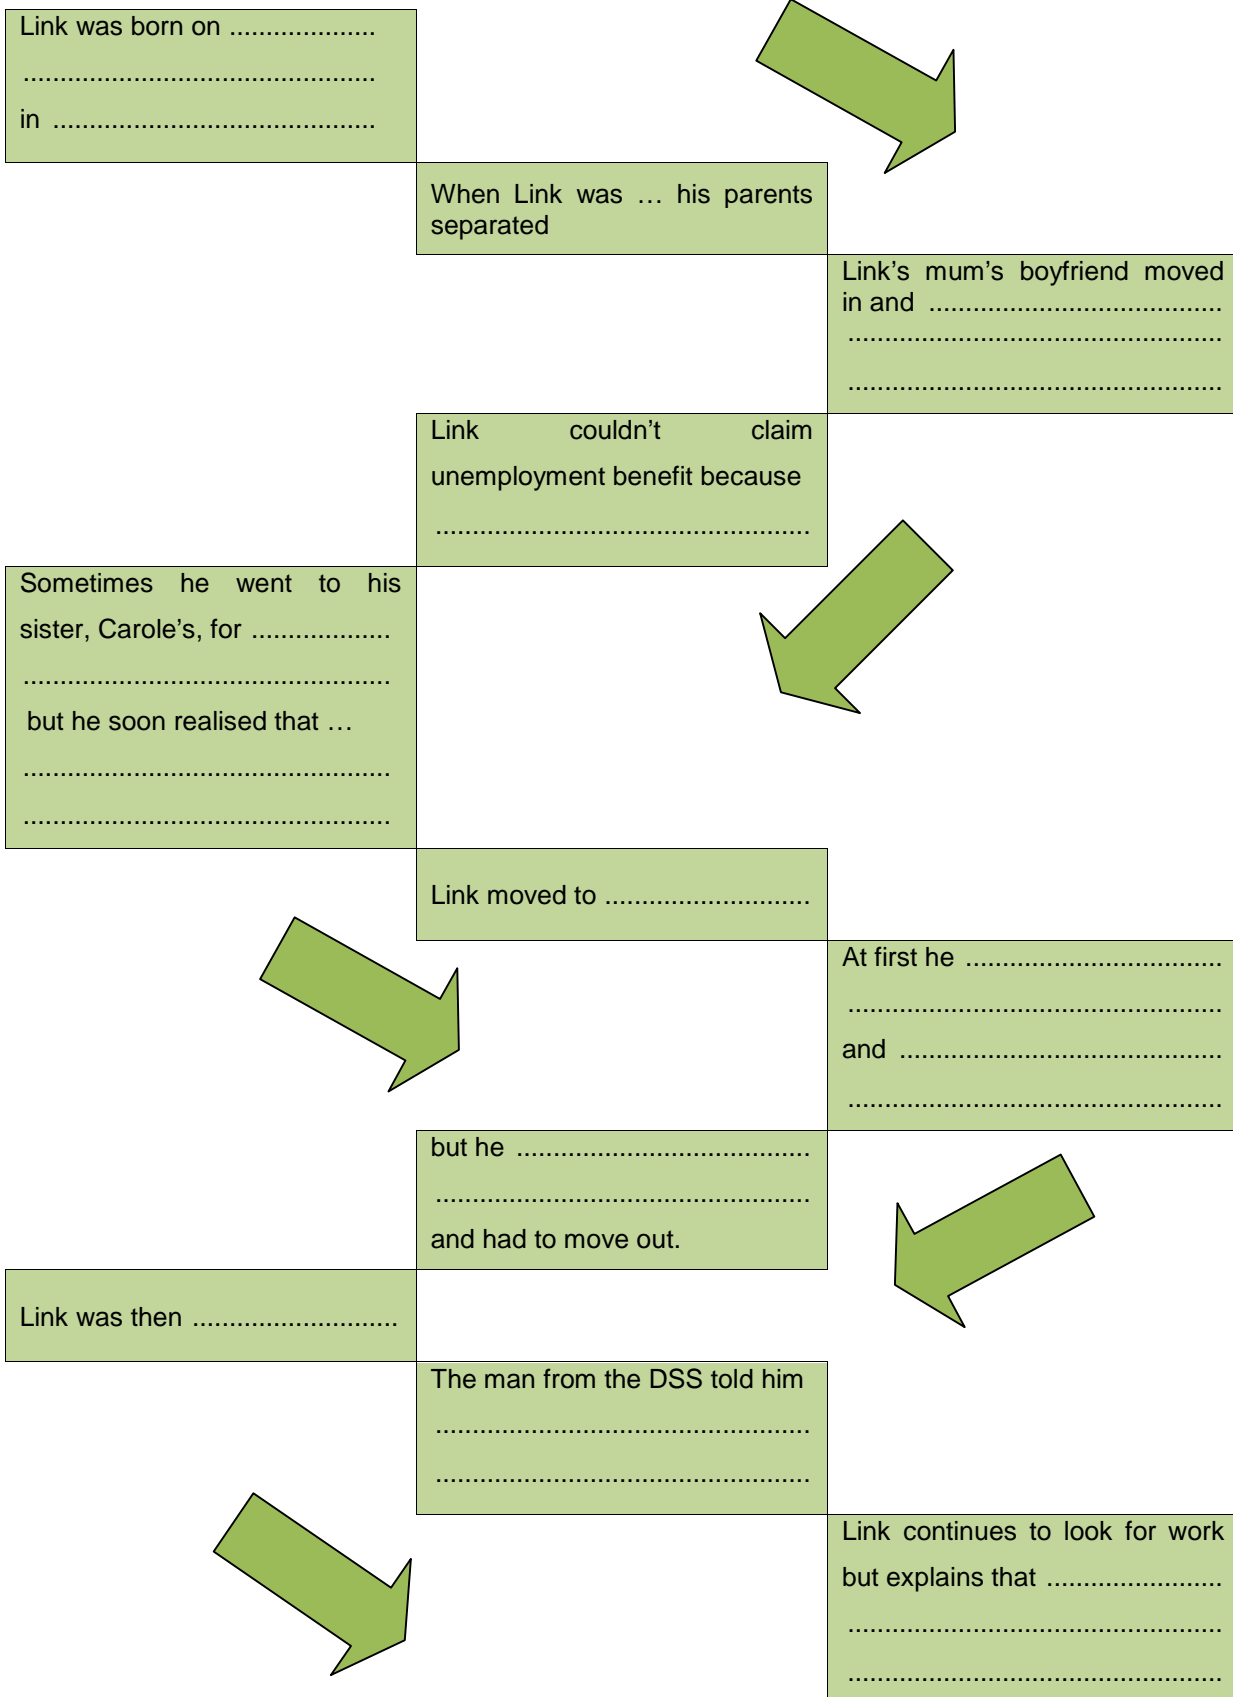 Link was born on ....................
................................................
in ............................................
When Link was … his parents
separated
Link's mum's boyfriend moved
in and ........................................
...................................................
...................................................
Link couldn't claim
unemployment benefit because
...................................................
Sometimes he went to his
sister, Carole's, for ...................
..................................................
but he soon realised that …
..................................................
..................................................
Link moved to ............................
At first he ...................................
...................................................
and ............................................
...................................................
but he ........................................
...................................................
and had to move out.
Link was then ............................
The man from the DSS told him
...................................................
...................................................
Link continues to look for work
but explains that ........................
...................................................
...................................................